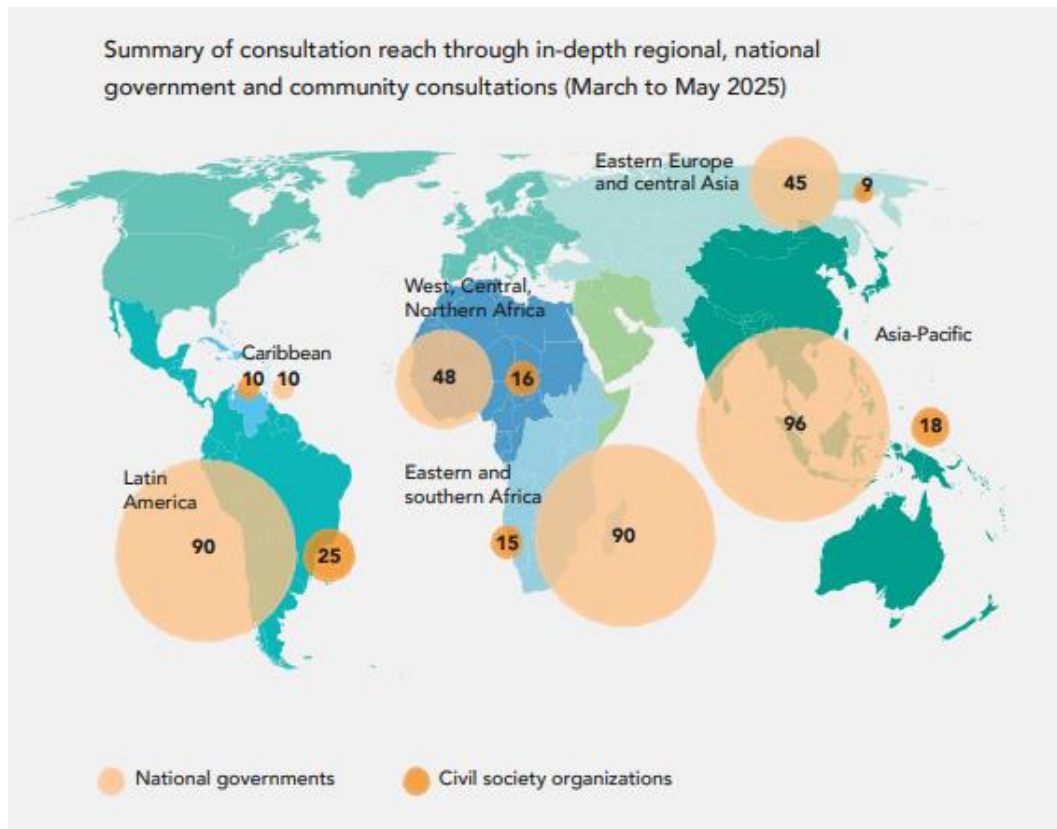 Summary of consultation reach through in-depth regional, national
government and community consultations (March to May 2025)
Eastern Europe
and central Asia
45
9
West, Central,
Northern Africa
48
16
Caribbean
10
10
Asia-Pacific
96
18
Latin
America
90
25
Eastern and
southern Africa
15
90
National governments
Civil society organizations